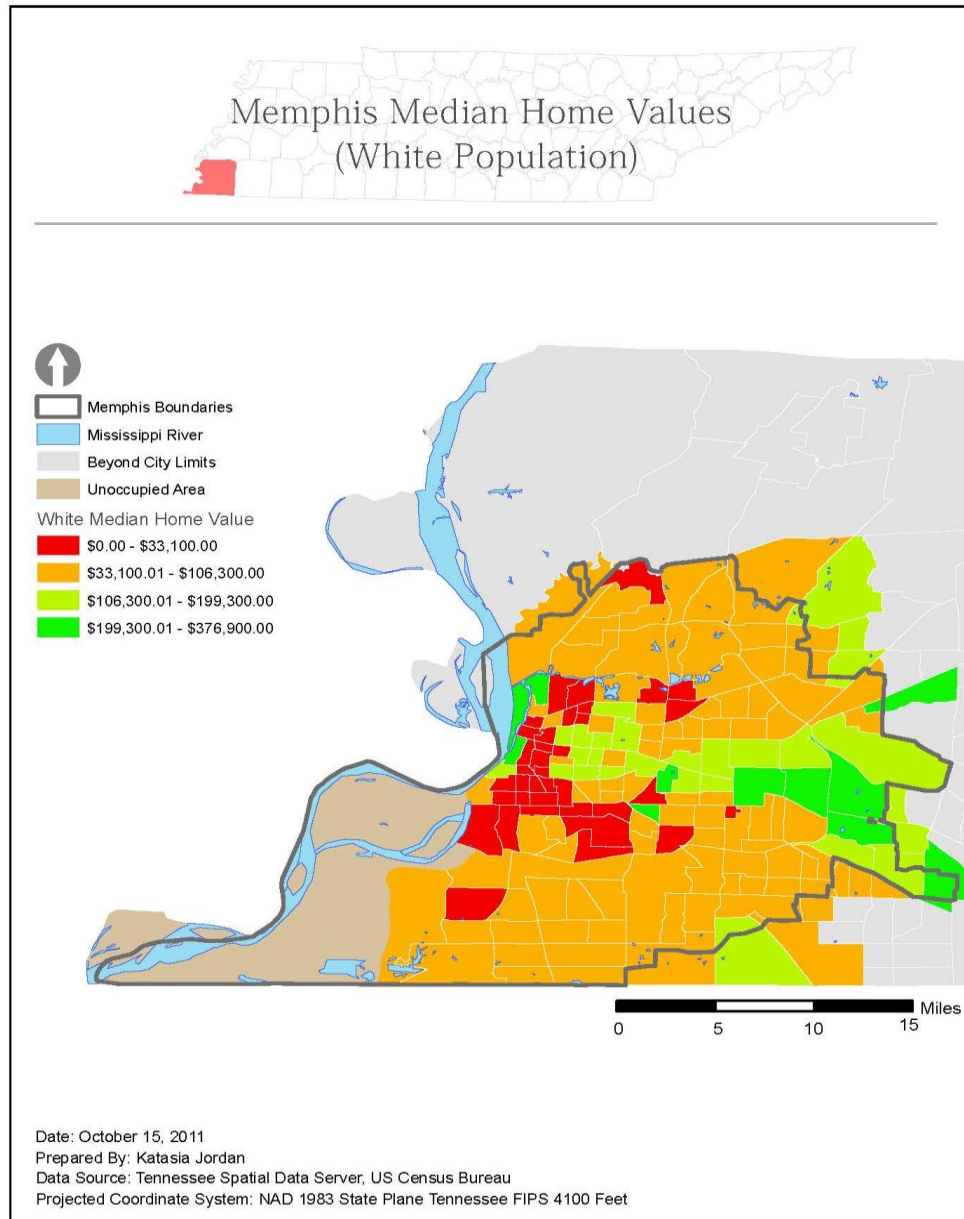 Memphis Median Home Values
(White Population)
Memphis Boundaries
Mississippi River
Beyond City Limits
Unoccupied Area
White Median Home Value
$0.00 - $33,100.00
$33,100.01 - $106,300.00
$106,300.01 - $199,300.00
$199,300.01 - $376,900.00
Miles
0 5 10 15
Date: October 15, 2011
Prepared By: Katasia Jordan
Data Source: Tennessee Spatial Data Server, US Census Bureau
Projected Coordinate System: NAD 1983 State Plane Tennessee FIPS 4100 Feet